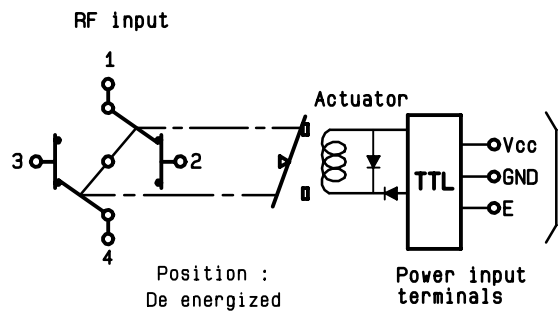 RF input
1
Actuator
3
2
TTL
Vcc
GND
E
4
Position :
De energized
Power input
terminals